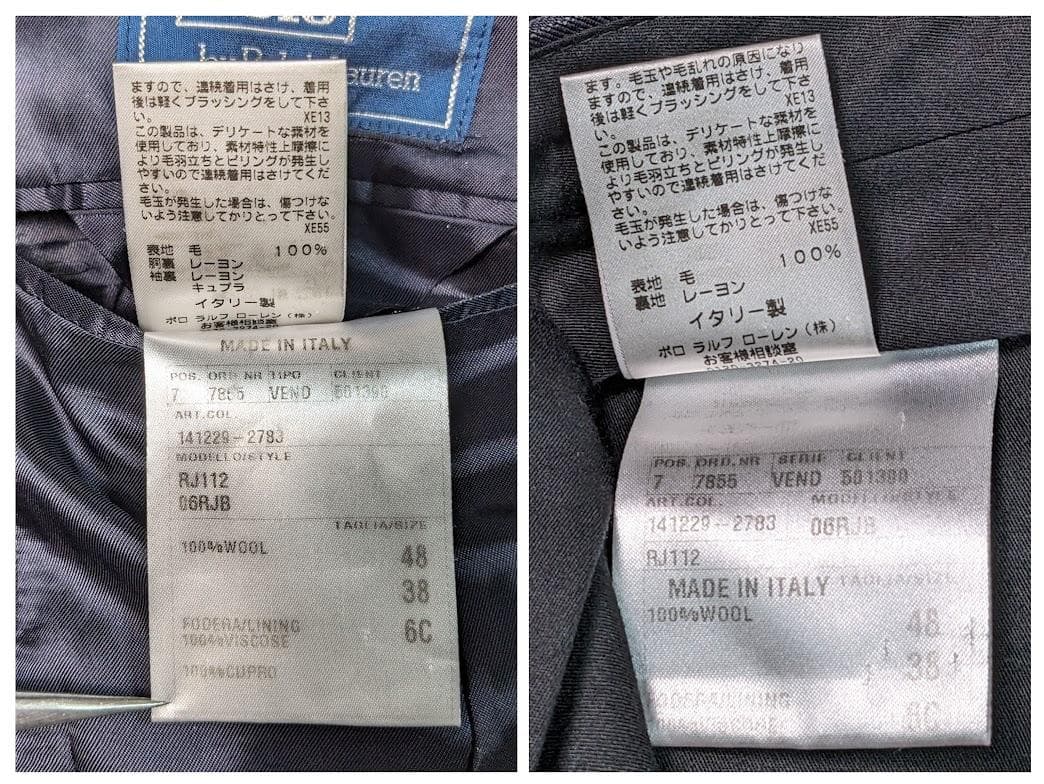 by Ralph Lauren
ますので、連続着用はさけ、着用
後は軽くブラッシングをして下さ
い。 XE13
この製品は、デリケートな素材を
使用しており、素材特性上摩擦に
より毛羽立ちとピリングが発生し
やすいので連続着用はさけてくだ
さい。
毛玉が発生した場合は、傷つけな
いよう注意してかりとって下さい。
XE55
表地 毛 100%
胴裏 レーヨン
袖裏 レーヨン
キュプラ
イタリー製
ポロ ラルフ ローレン(株)
お客様相談室
MADE IN ITALY
POS. ORD.NR TIPO CLIENT
7 7855 VEND 501390
ART.COL.
141229-2783
MODELLO/STYLE
RJ112
06RJB
TAGLIA/SIZE
100%WOOL 48
38
FODERA/LINING 6C
100%VISCOSE
100%CUPRO
ます。毛玉や毛乱れの原因になり
ますので、連続着用はさけ、着用
後は軽くブラッシングをして下さ
い。 XE13
この製品は、デリケートな素材を
使用しており、素材特性上摩擦に
より毛羽立ちとピリングが発生し
やすいので連続着用はさけてくだ
さい。
毛玉が発生した場合は、傷つけな
いよう注意してかりとって下さい。
XE55
表地 毛 100%
裏地 レーヨン
イタリー製
ポロ ラルフ ローレン(株)
お客様相談室
POS. ORD.NR SERIE CLIENT
7 7855 VEND 501390
ART.COL. MODELLO/STYLE
141229-2783 06RJB
RJ112
MADE IN ITALY TAGLIA/SIZE
100%WOOL 48
38
FODERA/LINING 6C
100%VISCOSE